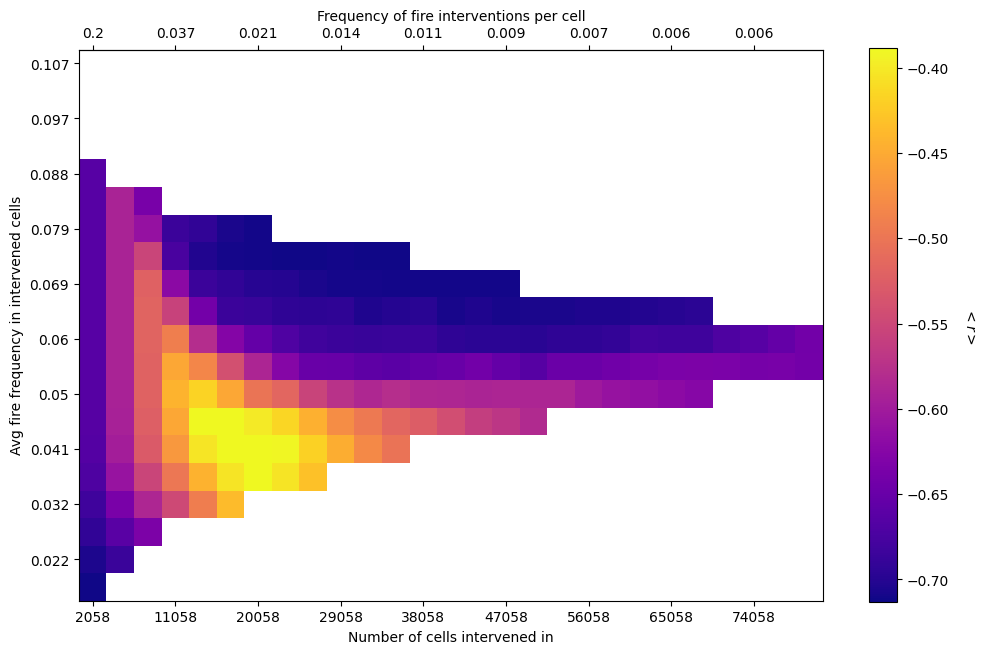 Frequency of fire interventions per cell
0.2 0.037 0.021 0.014 0.011 0.009 0.007 0.006 0.006
Avg fire frequency in intervened cells
0.107
0.097
0.088
0.079
0.069
0.06
0.05
0.041
0.032
0.022
2058 11058 20058 29058 38058 47058 56058 65058 74058
Number of cells intervened in
−0.40
−0.45
−0.50
−0.55
−0.60
−0.65
−0.70
< r >